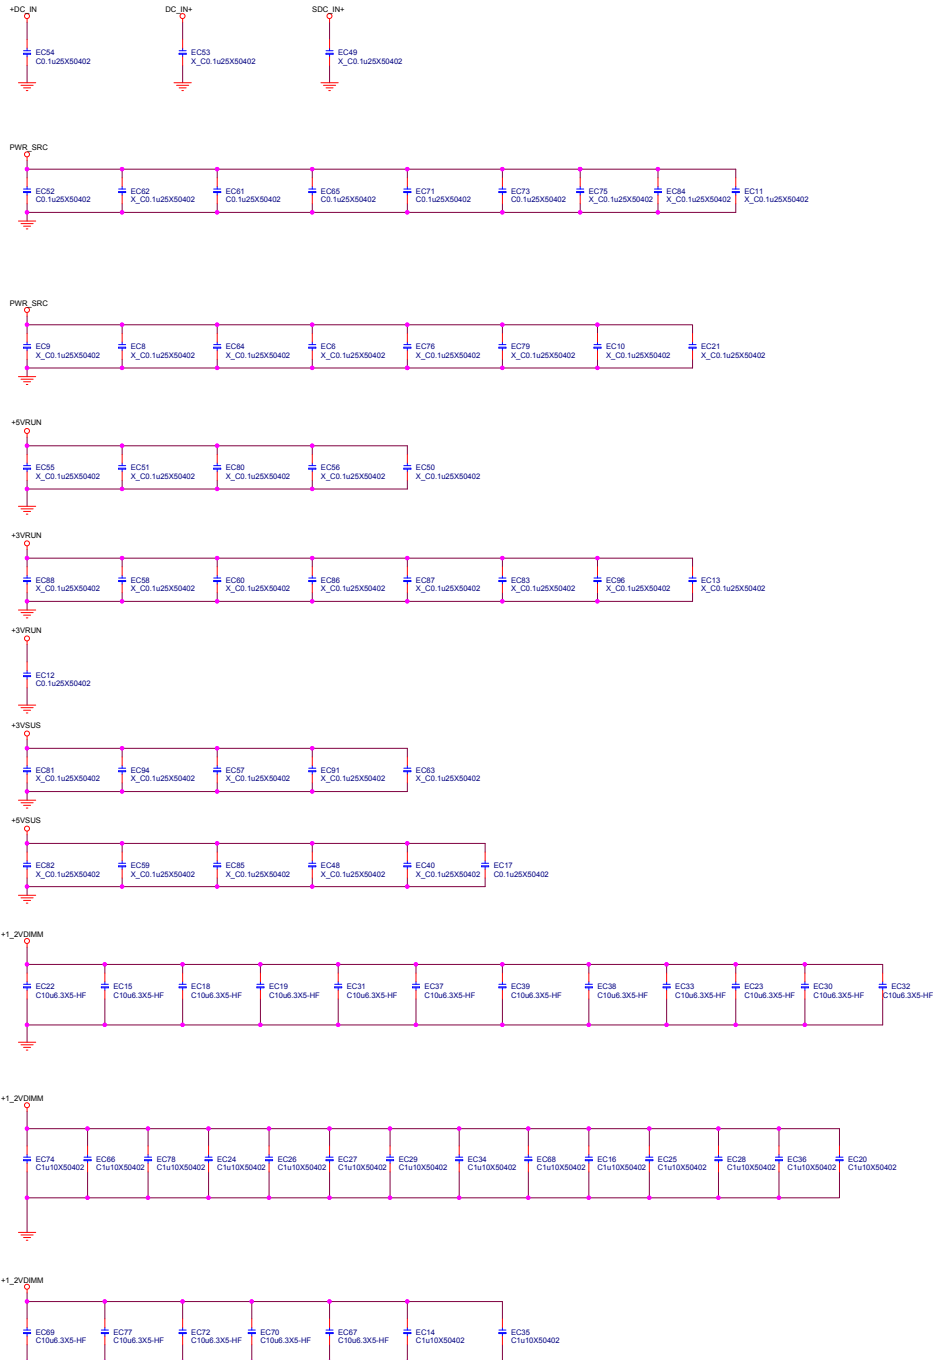 +DC_IN DC_IN+ SDC_IN+
EC54 EC53 EC49
C0.1u25X50402 X_C0.1u25X50402 X_C0.1u25X50402
PWR_SRC
EC52 EC62 EC61 EC65 EC71 EC73 EC75 EC84 EC11
C0.1u25X50402 X_C0.1u25X50402 C0.1u25X50402 C0.1u25X50402 C0.1u25X50402 C0.1u25X50402 X_C0.1u25X50402 X_C0.1u25X50402 X_C0.1u25X50402
PWR_SRC
EC9 EC8 EC64 EC6 EC76 EC79 EC10 EC21
X_C0.1u25X50402 X_C0.1u25X50402 X_C0.1u25X50402 X_C0.1u25X50402 X_C0.1u25X50402 X_C0.1u25X50402 X_C0.1u25X50402 X_C0.1u25X50402
+5VRUN
EC55 EC51 EC80 EC56 EC50
X_C0.1u25X50402 X_C0.1u25X50402 X_C0.1u25X50402 X_C0.1u25X50402 X_C0.1u25X50402
+3VRUN
EC88 EC58 EC60 EC86 EC87 EC83 EC96 EC13
X_C0.1u25X50402 X_C0.1u25X50402 X_C0.1u25X50402 X_C0.1u25X50402 X_C0.1u25X50402 X_C0.1u25X50402 X_C0.1u25X50402 X_C0.1u25X50402
+3VRUN
EC12
C0.1u25X50402
+3VSUS
EC81 EC94 EC57 EC91 EC63
X_C0.1u25X50402 X_C0.1u25X50402 X_C0.1u25X50402 X_C0.1u25X50402 X_C0.1u25X50402
+5VSUS
EC82 EC59 EC85 EC48 EC40 EC17
X_C0.1u25X50402 X_C0.1u25X50402 X_C0.1u25X50402 X_C0.1u25X50402 X_C0.1u25X50402 C0.1u25X50402
+1_2VDIMM
EC22 EC15 EC18 EC19 EC31 EC37 EC39 EC38 EC33 EC23 EC30 EC32
C10u6.3X5-HF C10u6.3X5-HF C10u6.3X5-HF C10u6.3X5-HF C10u6.3X5-HF C10u6.3X5-HF C10u6.3X5-HF C10u6.3X5-HF C10u6.3X5-HF C10u6.3X5-HF C10u6.3X5-HF C10u6.3X5-HF
+1_2VDIMM
EC74 EC66 EC78 EC24 EC26 EC27 EC29 EC34 EC68 EC16 EC25 EC28 EC36 EC20
C1u10X50402 C1u10X50402 C1u10X50402 C1u10X50402 C1u10X50402 C1u10X50402 C1u10X50402 C1u10X50402 C1u10X50402 C1u10X50402 C1u10X50402 C1u10X50402 C1u10X50402 C1u10X50402
+1_2VDIMM
EC69 EC77 EC72 EC70 EC67 EC14 EC35
C10u6.3X5-HF C10u6.3X5-HF C10u6.3X5-HF C10u6.3X5-HF C10u6.3X5-HF C1u10X50402 C1u10X50402